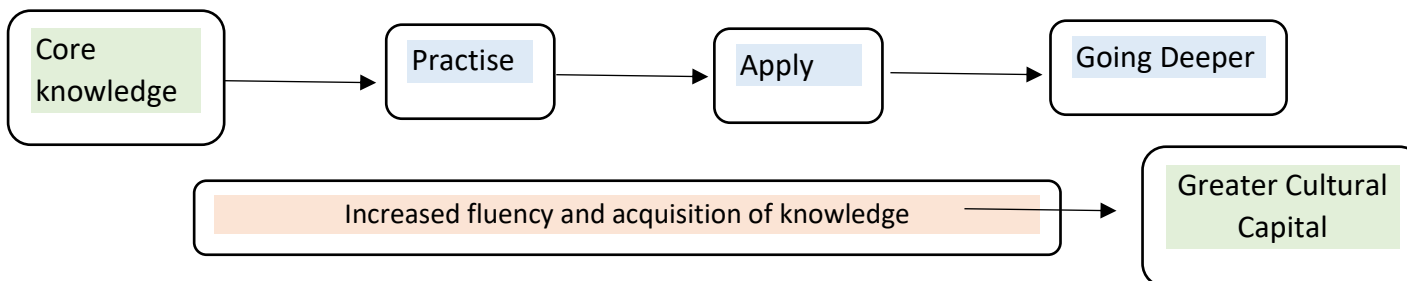 Core
knowledge
Practise
Apply
Going Deeper
Increased fluency and acquisition of knowledge
Greater Cultural
Capital